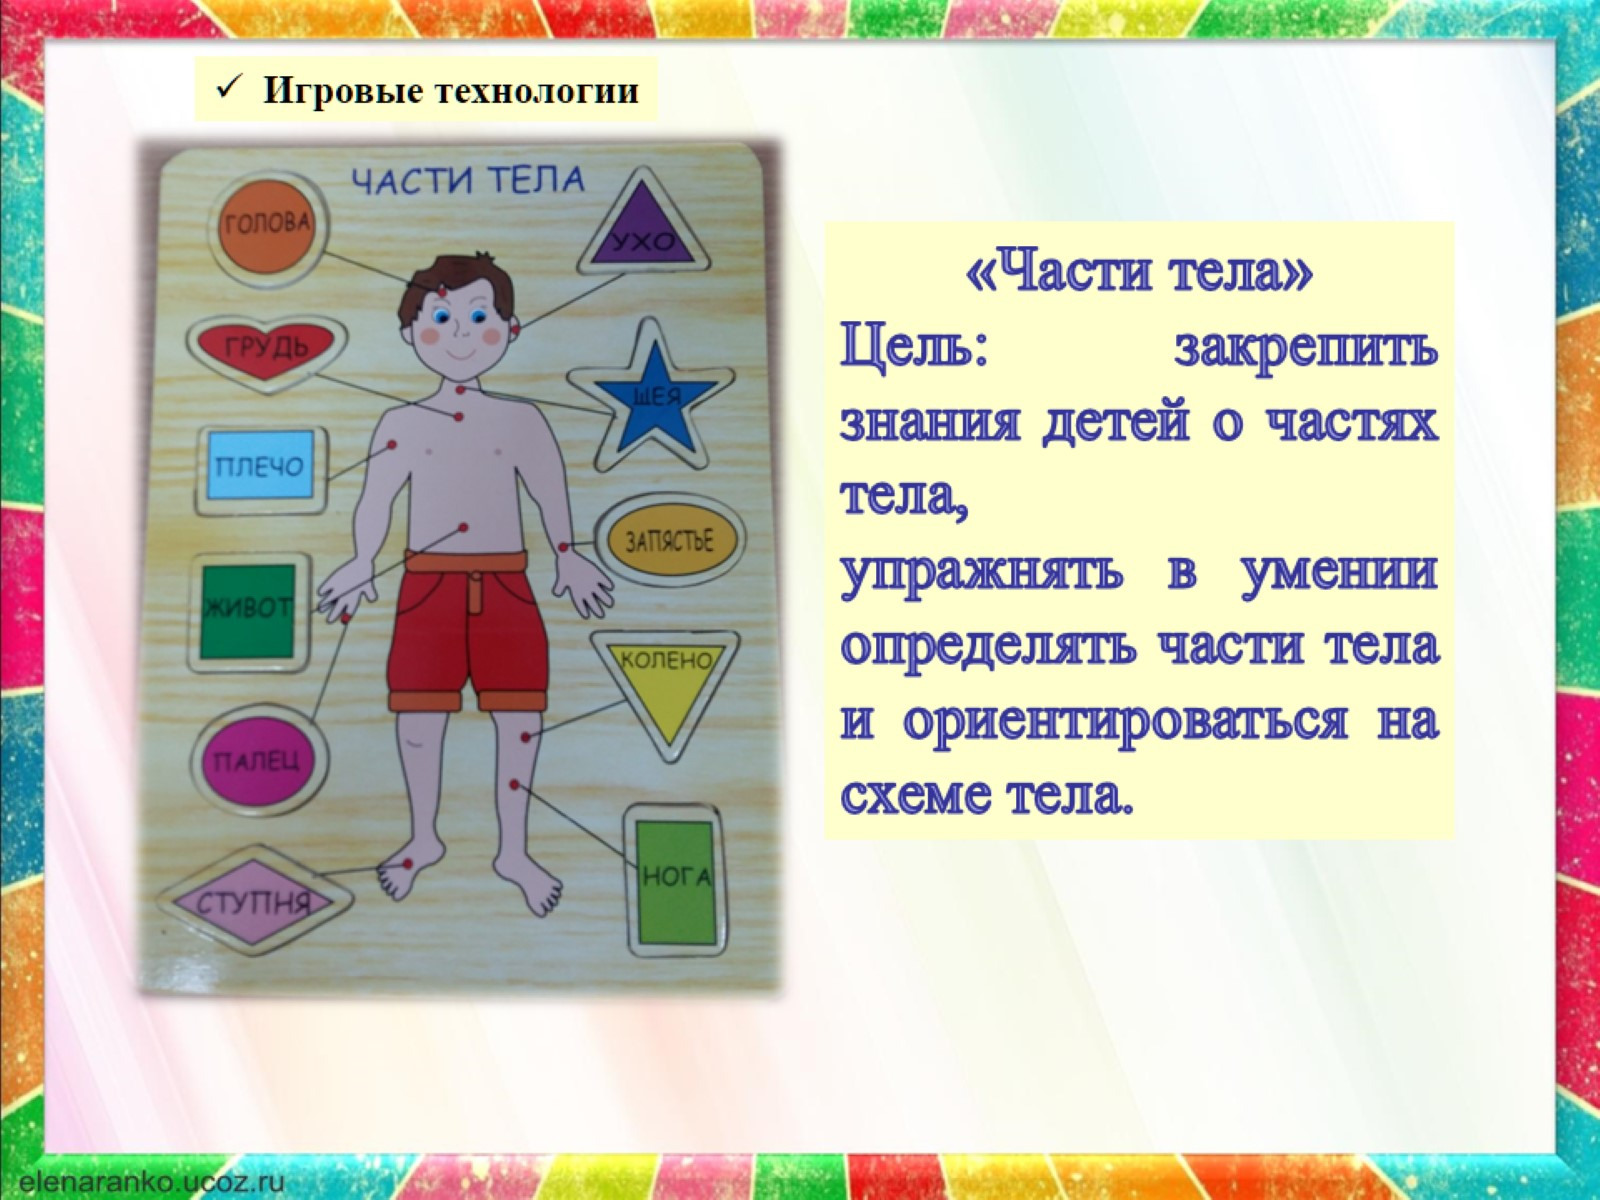 Игровые технологии
ЧАСТИ ТЕЛА
ГОЛОВА
УХО
ГРУДЬ
ШЕЯ
ПЛЕЧО
ЗАПЯСТЬЕ
ЖИВОТ
КОЛЕНО
ПАЛЕЦ
НОГА
СТУПНЯ
«Части тела»
Цель: закрепить
знания детей о частях
тела,
упражнять в умении
определять части тела
и ориентироваться на
схеме тела.
elenaranko.ucoz.ru